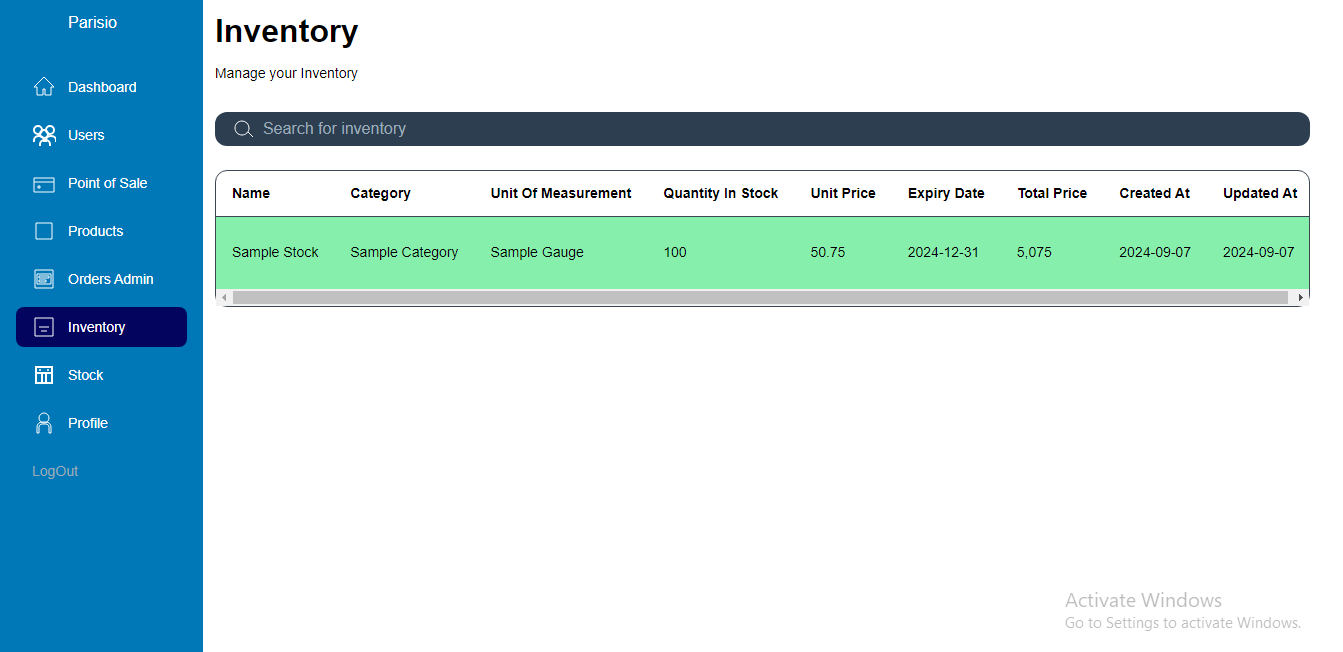 Parisio
Dashboard
Users
Point of Sale
Products
Orders Admin
Inventory
Stock
Profile
LogOut
Inventory
Manage your Inventory
Search for inventory
Name Category Unit Of Measurement Quantity In Stock Unit Price Expiry Date Total Price Created At Updated At
Sample Stock Sample Category Sample Gauge 100 50.75 2024-12-31 5,075 2024-09-07 2024-09-07
Activate Windows
Go to Settings to activate Windows.